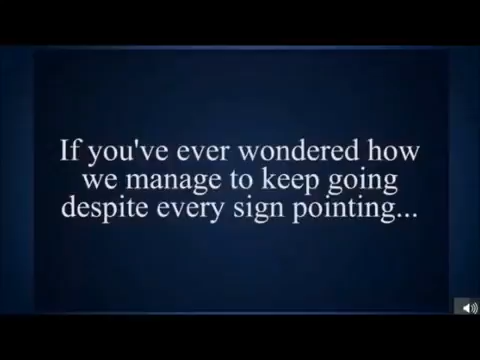 If you've ever wondered how
we manage to keep going
despite every sign pointing...